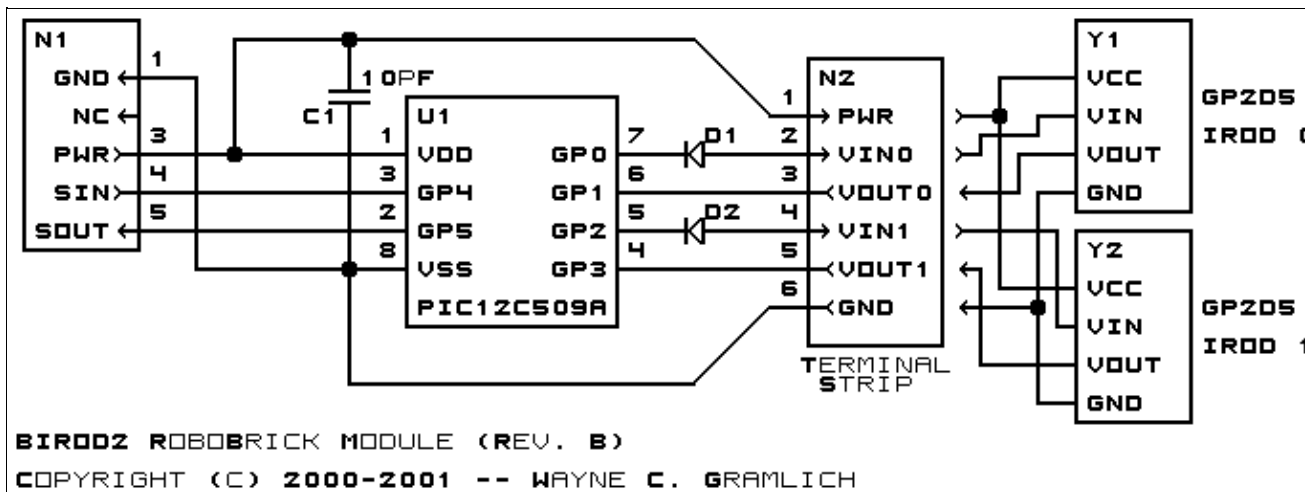 N1
GND
NC
PWR
SIN
SOUT
1
3
4
5
10PF
C1
U1
VDD
GP4
GP5
VSS
GP0
GP1
GP2
GP3
PIC12C509A
1
3
2
8
7
6
5
4
D1
D2
N2
PWR
VIN0
VOUT0
VIN1
VOUT1
GND
1
2
3
4
5
6
TERMINAL
STRIP
Y1
VCC
VIN
VOUT
GND
GP2D5
IROD
Y2
VCC
VIN
VOUT
GND
GP2D5
IROD 1
BIROD2 ROBOBRICK MODULE (REV. B)
COPYRIGHT (C) 2000-2001 -- WAYNE C. GRAMLICH